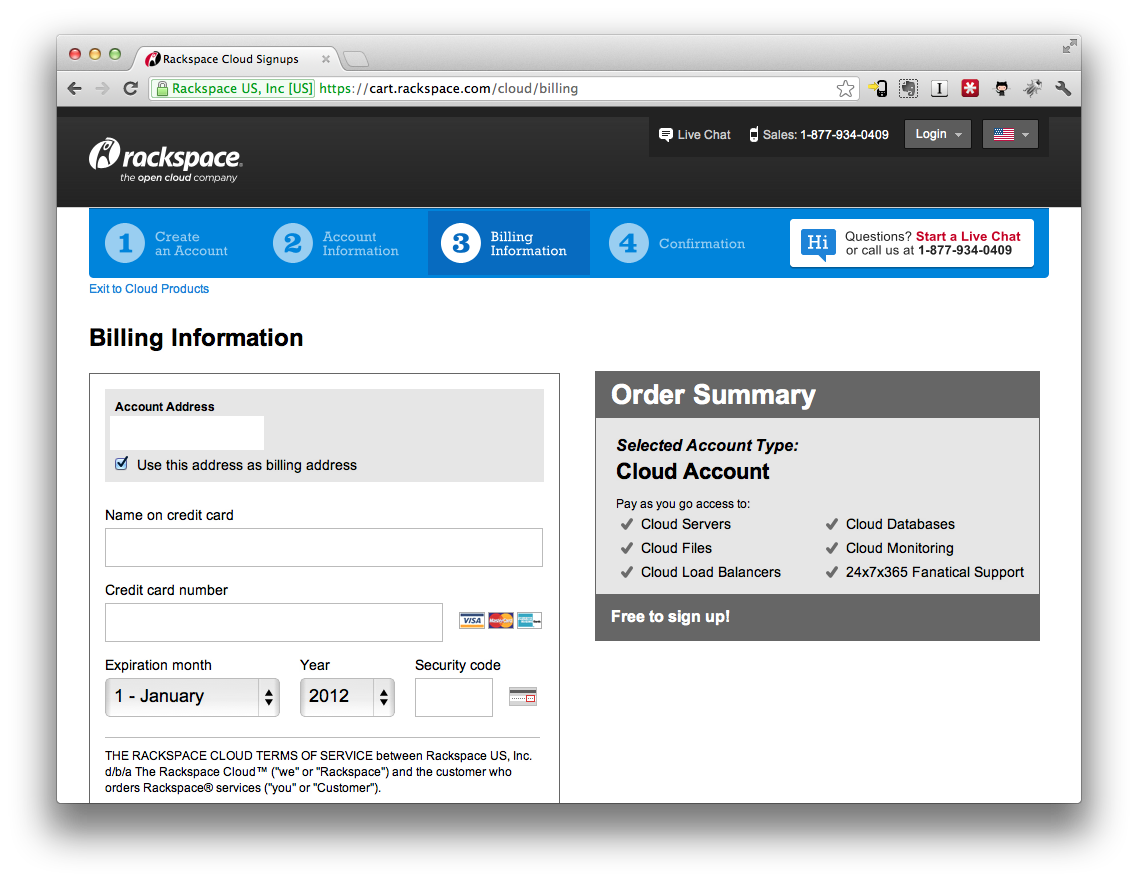 Rackspace Cloud Signups
Rackspace US, Inc [US] https://cart.rackspace.com/cloud/billing
Live Chat Sales: 1-877-934-0409 Login
rackspace®
the open cloud company
1 Create an Account
2 Account Information
3 Billing Information
4 Confirmation
Hi
Questions? Start a Live Chat
or call us at 1-877-934-0409
Exit to Cloud Products
Billing Information
Account Address
Use this address as billing address
Name on credit card
Credit card number
VISA MasterCard
Expiration month Year Security code
1 - January 2012
THE RACKSPACE CLOUD TERMS OF SERVICE between Rackspace US, Inc.
d/b/a The Rackspace Cloud™ ("we" or "Rackspace") and the customer who
orders Rackspace® services ("you" or "Customer").
Order Summary
Selected Account Type:
Cloud Account
Pay as you go access to:
Cloud Servers Cloud Databases
Cloud Files Cloud Monitoring
Cloud Load Balancers 24x7x365 Fanatical Support
Free to sign up!